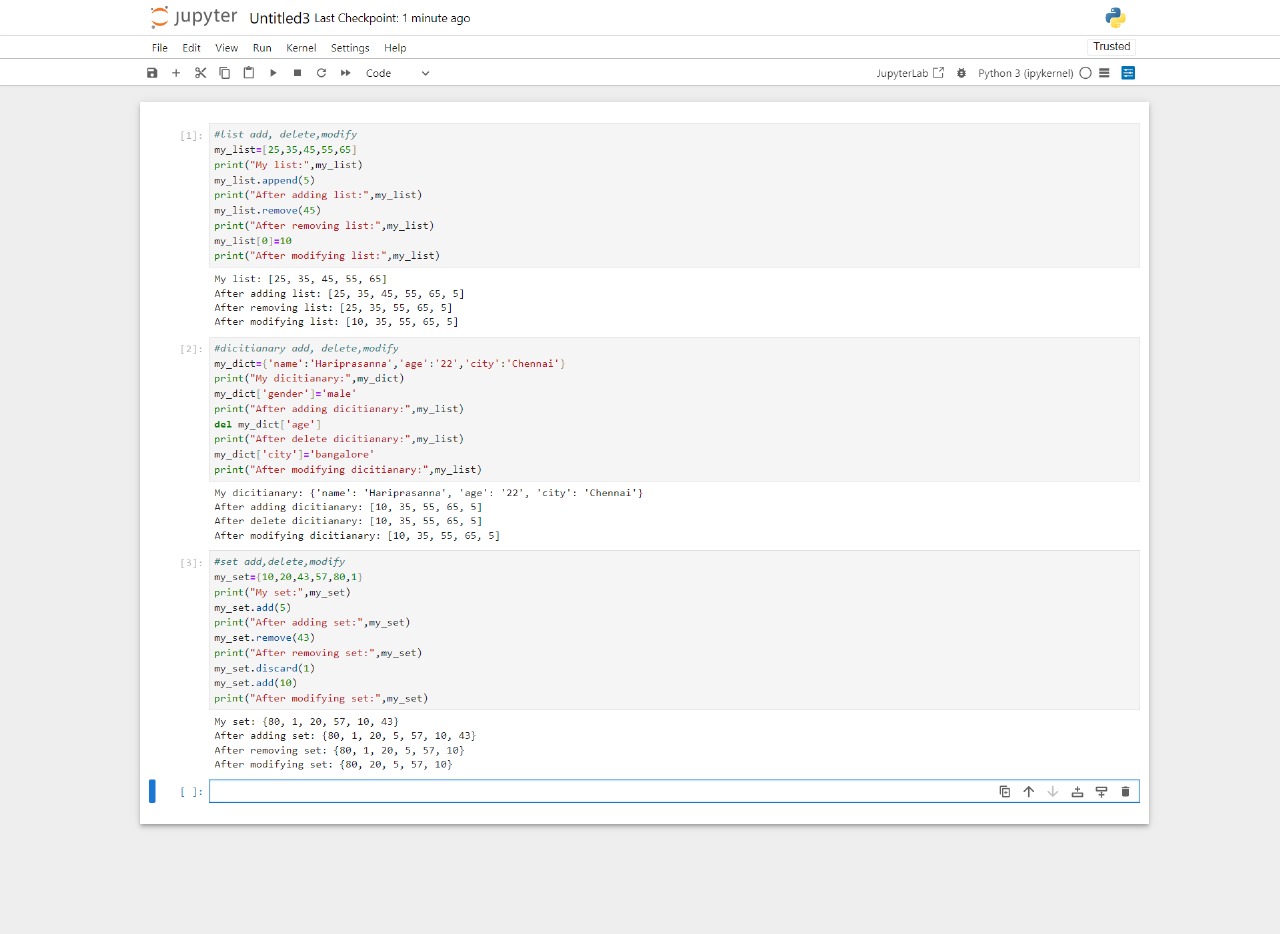 jupyter Untitled3 Last Checkpoint: 1 minute ago
File Edit View Run Kernel Settings Help Trusted
Code JupyterLab Python 3 (ipykernel)
[1]: #list add, delete,modify
my_list=[25,35,45,55,65]
print("My list:",my_list)
my_list.append(5)
print("After adding list:",my_list)
my_list.remove(45)
print("After removing list:",my_list)
my_list[0]=10
print("After modifying list:",my_list)
My list: [25, 35, 45, 55, 65]
After adding list: [25, 35, 45, 55, 65, 5]
After removing list: [25, 35, 55, 65, 5]
After modifying list: [10, 35, 55, 65, 5]
[2]: #dicitianary add, delete,modify
my_dict={'name':'Hariprasanna','age':'22','city':'Chennai'}
print("My dicitianary:",my_dict)
my_dict['gender']='male'
print("After adding dicitianary:",my_list)
del my_dict['age']
print("After delete dicitianary:",my_list)
my_dict['city']='bangalore'
print("After modifying dicitianary:",my_list)
My dicitianary: {'name': 'Hariprasanna', 'age': '22', 'city': 'Chennai'}
After adding dicitianary: [10, 35, 55, 65, 5]
After delete dicitianary: [10, 35, 55, 65, 5]
After modifying dicitianary: [10, 35, 55, 65, 5]
[3]: #set add,delete,modify
my_set={10,20,43,57,80,1}
print("My set:",my_set)
my_set.add(5)
print("After adding set:",my_set)
my_set.remove(43)
print("After removing set:",my_set)
my_set.discard(1)
my_set.add(10)
print("After modifying set:",my_set)
My set: {80, 1, 20, 57, 10, 43}
After adding set: {80, 1, 20, 5, 57, 10, 43}
After removing set: {80, 1, 20, 5, 57, 10}
After modifying set: {80, 20, 5, 57, 10}
[ ]: